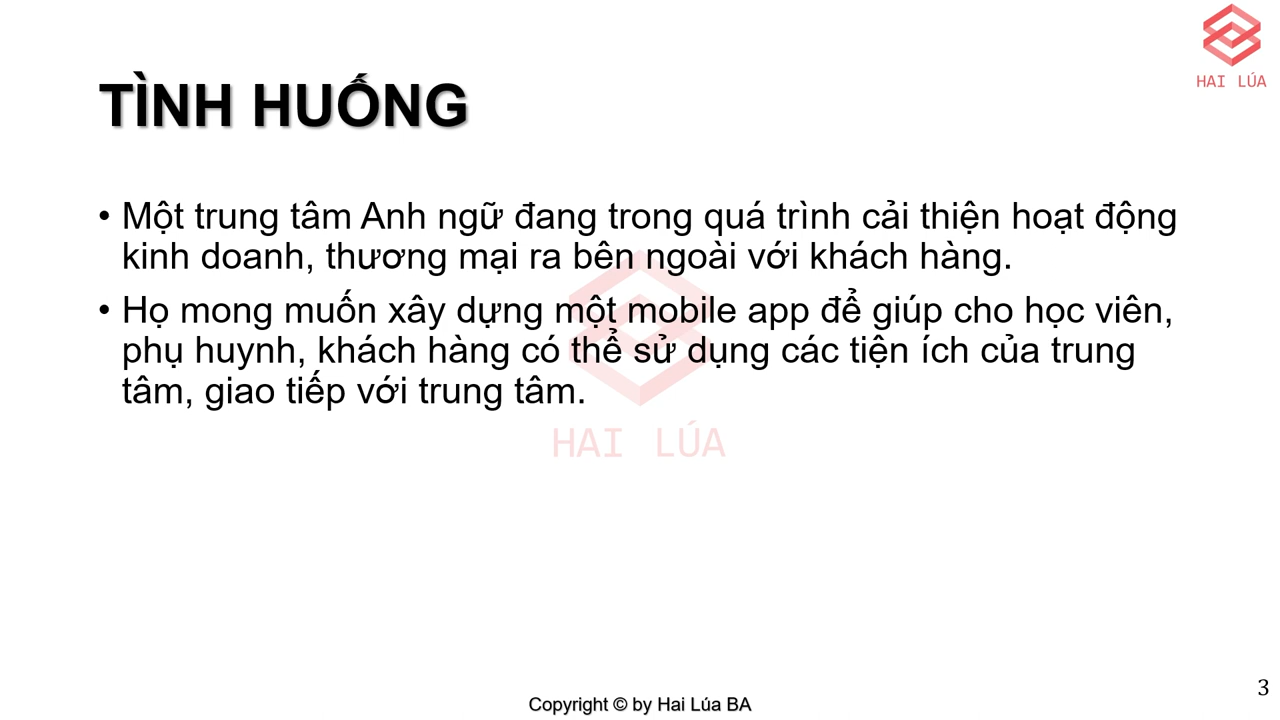 HAI LÚA
TÌNH HUỐNG
• Một trung tâm Anh ngữ đang trong quá trình cải thiện hoạt động
kinh doanh, thương mại ra bên ngoài với khách hàng.
• Họ mong muốn xây dựng một mobile app để giúp cho học viên,
phụ huynh, khách hàng có thể sử dụng các tiện ích của trung
tâm, giao tiếp với trung tâm.
HAI LÚA
3
Copyright © by Hai Lúa BA